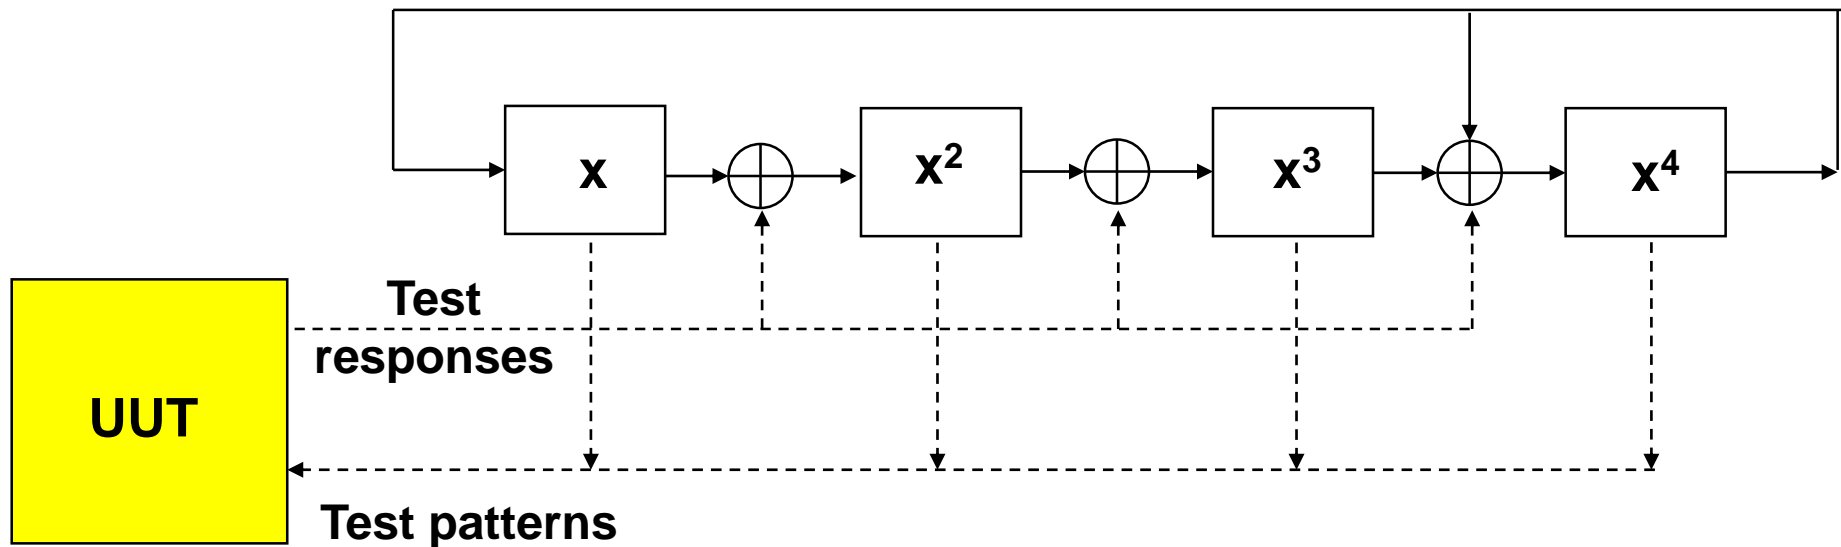 x x² x³ x⁴
Test
responses
UUT
Test patterns